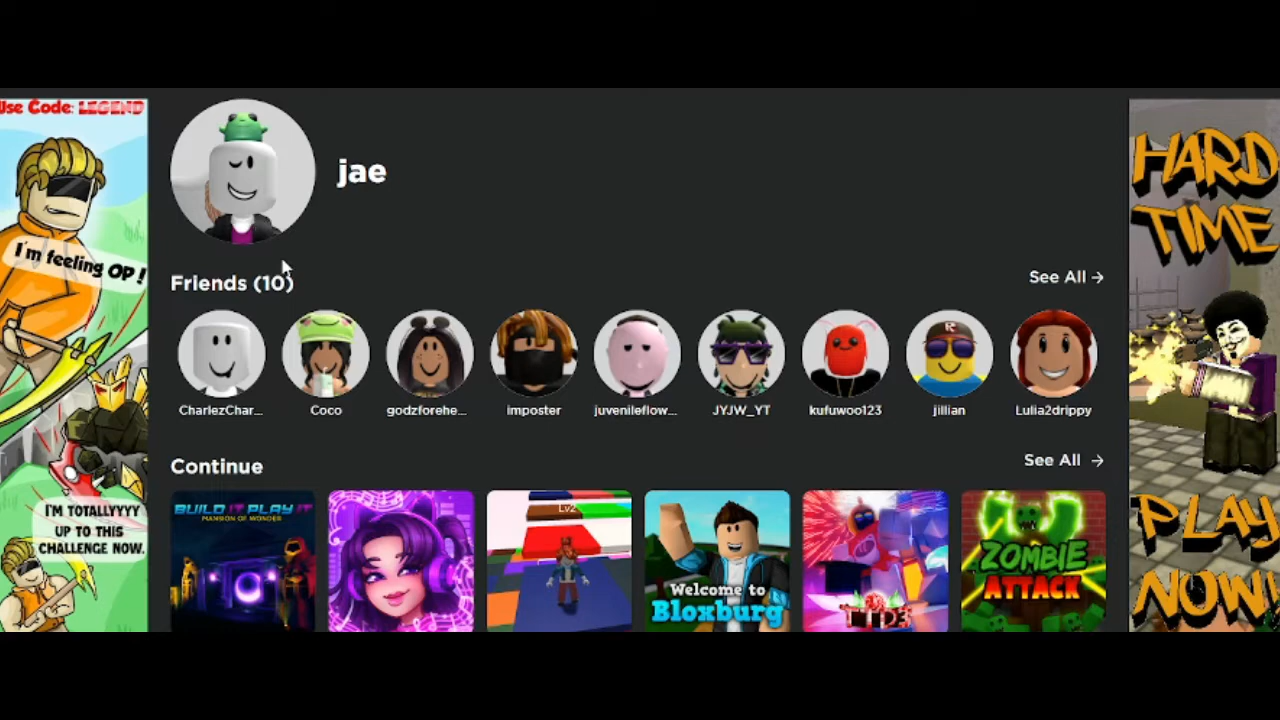 Use Code: LEGEND
I'm feeling OP!
I'M TOTALLYYYY
UP TO THIS
CHALLENGE NOW.
jae
Friends (10)
See All →
CharlezChar...
Coco
godzforehe...
imposter
juvenileflow...
JYJW_YT
kufuwoo123
jillian
Lulia2drippy
Continue
See All →
BUILD IT PLAY IT
MANSION OF WONDER
Lv2
Welcome to
Bloxburg
ZOMBIE
ATTACK
HARD
TIME
PLAY
NOW!